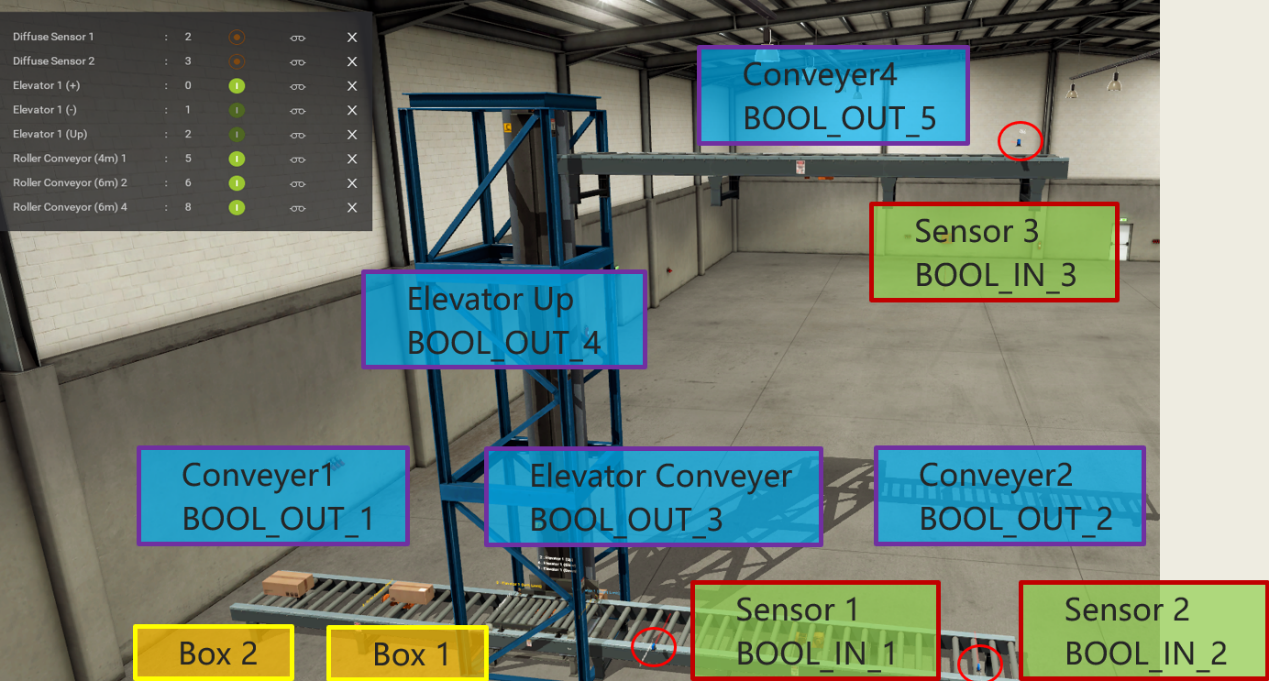 Diffuse Sensor 1 : 2
Diffuse Sensor 2 : 3
Elevator 1 (+) : 0
Elevator 1 (-) : 1
Elevator 1 (Up) : 2
Roller Conveyor (4m) 1 : 5
Roller Conveyor (6m) 2 : 6
Roller Conveyor (6m) 4 : 8
Conveyer4
BOOL_OUT_5
Sensor 3
BOOL_IN_3
Elevator Up
BOOL_OUT_4
Conveyer1
BOOL_OUT_1
Elevator Conveyer
BOOL_OUT_3
Conveyer2
BOOL_OUT_2
Sensor 1
BOOL_IN_1
Sensor 2
BOOL_IN_2
Box 2
Box 1